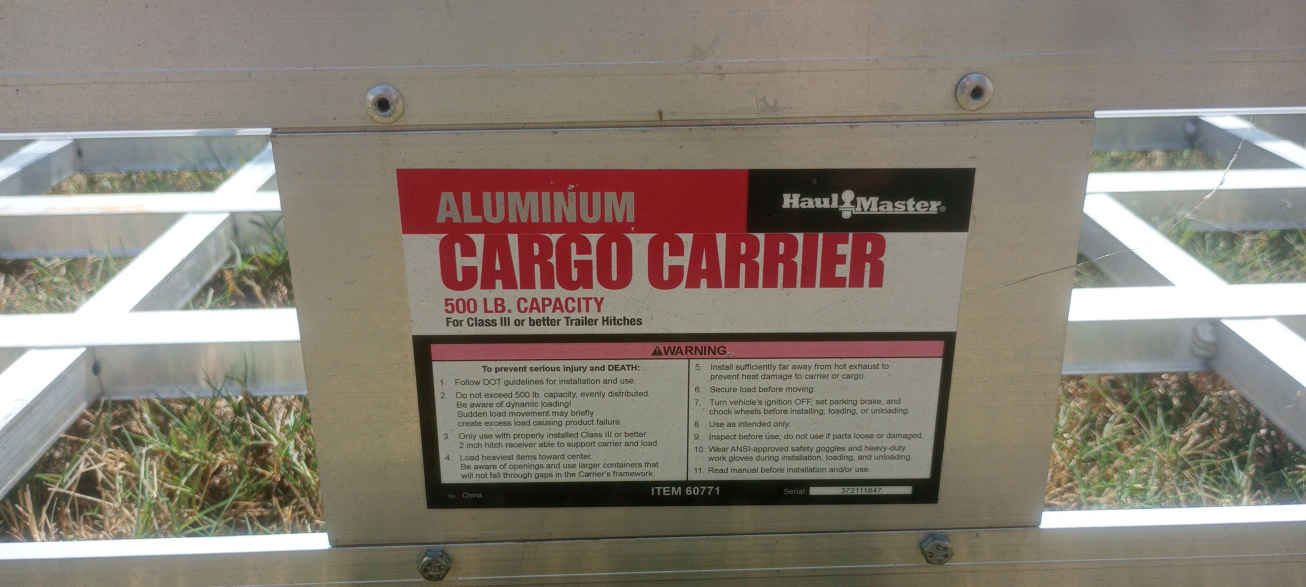 ALUMINUM
Haul Master®
CARGO CARRIER
500 LB. CAPACITY
For Class III or better Trailer Hitches
⚠WARNING
To prevent serious injury and DEATH:
1. Follow DOT guidelines for installation and use.
2. Do not exceed 500 lb. capacity, evenly distributed.
Be aware of dynamic loading!
Sudden load movement may briefly
create excess load causing product failure.
3. Only use with properly installed Class III or better
2 inch hitch receiver able to support carrier and load.
4. Load heaviest items toward center.
Be aware of openings and use larger containers that
will not fall through gaps in the Carrier's framework.
5. Install sufficiently far away from hot exhaust to
prevent heat damage to carrier or cargo.
6. Secure load before moving.
7. Turn vehicle's ignition OFF, set parking brake, and
chock wheels before installing, loading, or unloading.
8. Use as intended only.
9. Inspect before use; do not use if parts loose or damaged.
10. Wear ANSI-approved safety goggles and heavy-duty
work gloves during installation, loading, and unloading.
11. Read manual before installation and/or use.
China
ITEM 60771
Serial: 372111847